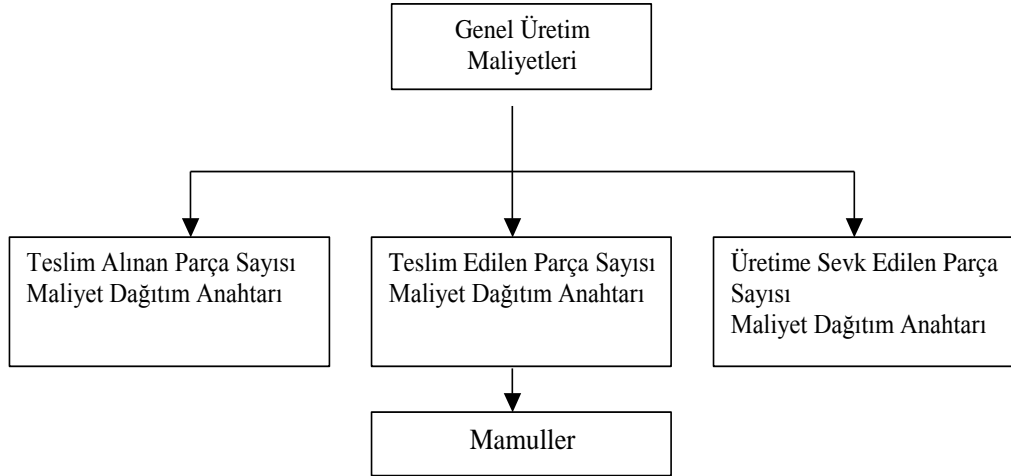 Genel Üretim
Maliyetleri
Teslim Alınan Parça Sayısı
Maliyet Dağıtım Anahtarı
Teslim Edilen Parça Sayısı
Maliyet Dağıtım Anahtarı
Üretime Sevk Edilen Parça
Sayısı
Maliyet Dağıtım Anahtarı
Mamuller